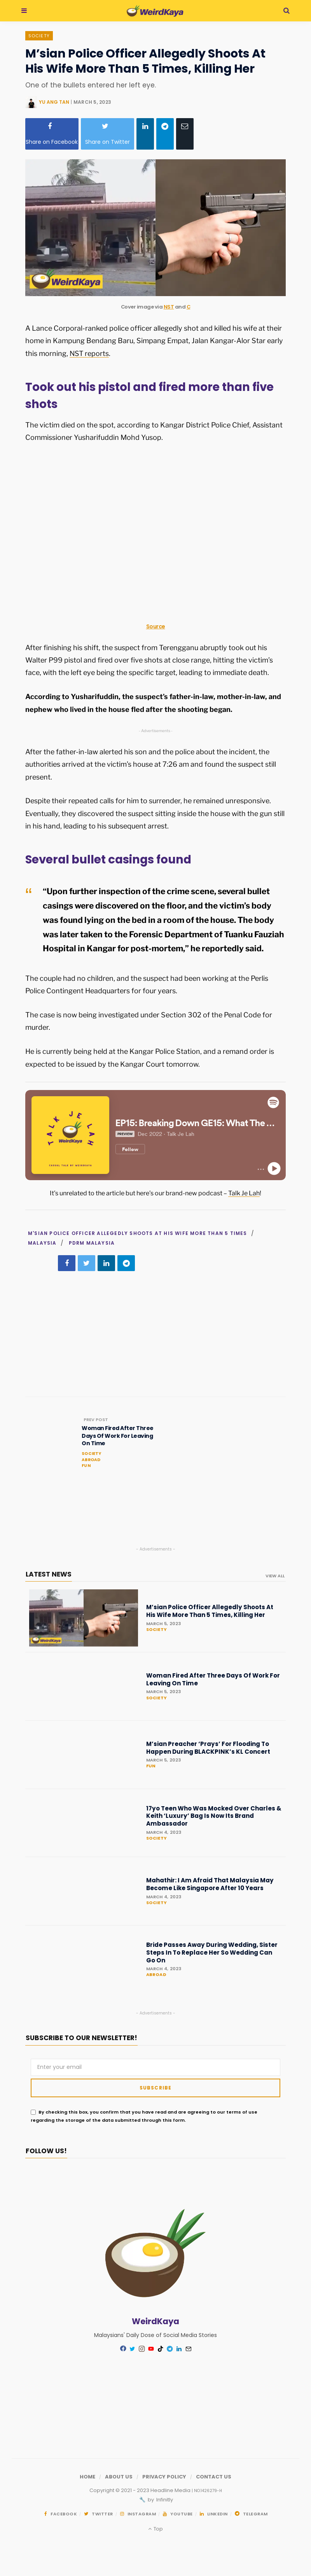 WeirdKaya
SOCIETY
M’sian Police Officer Allegedly Shoots At
His Wife More Than 5 Times, Killing Her
One of the bullets entered her left eye.
YU ANG TAN | MARCH 5, 2023
Share on Facebook
Share on Twitter
WeirdKaya
Cover image via NST and C
A Lance Corporal-ranked police officer allegedly shot and killed his wife at their
home in Kampung Bendang Baru, Simpang Empat, Jalan Kangar-Alor Star early
this morning, NST reports.
Took out his pistol and fired more than five
shots
The victim died on the spot, according to Kangar District Police Chief, Assistant
Commissioner Yusharifuddin Mohd Yusop.
Source
After finishing his shift, the suspect from Terengganu abruptly took out his
Walter P99 pistol and fired over five shots at close range, hitting the victim’s
face, with the left eye being the specific target, leading to immediate death.
According to Yusharifuddin, the suspect’s father-in-law, mother-in-law, and
nephew who lived in the house fled after the shooting began.
- Advertisements -
After the father-in-law alerted his son and the police about the incident, the
authorities arrived at the victim’s house at 7:26 am and found the suspect still
present.
Despite their repeated calls for him to surrender, he remained unresponsive.
Eventually, they discovered the suspect sitting inside the house with the gun still
in his hand, leading to his subsequent arrest.
Several bullet casings found
“Upon further inspection of the crime scene, several bullet
casings were discovered on the floor, and the victim’s body
was found lying on the bed in a room of the house. The body
was later taken to the Forensic Department of Tuanku Fauziah
Hospital in Kangar for post-mortem,” he reportedly said.
The couple had no children, and the suspect had been working at the Perlis
Police Contingent Headquarters for four years.
The case is now being investigated under Section 302 of the Penal Code for
murder.
He is currently being held at the Kangar Police Station, and a remand order is
expected to be issued by the Kangar Court tomorrow.
TALK JE LAH
WeirdKaya
EP15: Breaking Down GE15: What The ...
PREVIEW Dec 2022 · Talk Je Lah
Follow
It’s unrelated to the article but here’s our brand-new podcast – Talk Je Lah!
M'SIAN POLICE OFFICER ALLEGEDLY SHOOTS AT HIS WIFE MORE THAN 5 TIMES /
MALAYSIA / PDRM MALAYSIA
PREV POST
Woman Fired After Three
Days Of Work For Leaving
On Time
SOCIETY
ABROAD
FUN
- Advertisements -
LATEST NEWS
VIEW ALL
WeirdKaya
M’sian Police Officer Allegedly Shoots At
His Wife More Than 5 Times, Killing Her
MARCH 5, 2023
SOCIETY
Woman Fired After Three Days Of Work For
Leaving On Time
MARCH 5, 2023
SOCIETY
M’sian Preacher ‘Prays’ For Flooding To
Happen During BLACKPINK’s KL Concert
MARCH 5, 2023
FUN
17yo Teen Who Was Mocked Over Charles &
Keith ‘Luxury’ Bag Is Now Its Brand
Ambassador
MARCH 4, 2023
SOCIETY
Mahathir: I Am Afraid That Malaysia May
Become Like Singapore After 10 Years
MARCH 4, 2023
SOCIETY
Bride Passes Away During Wedding, Sister
Steps In To Replace Her So Wedding Can
Go On
MARCH 4, 2023
ABROAD
- Advertisements -
SUBSCRIBE TO OUR NEWSLETTER!
Enter your email
SUBSCRIBE
By checking this box, you confirm that you have read and are agreeing to our terms of use
regarding the storage of the data submitted through this form.
FOLLOW US!
WeirdKaya
Malaysians' Daily Dose of Social Media Stories
HOME / ABOUT US / PRIVACY POLICY / CONTACT US
Copyright © 2021 - 2023 Headline Media
by Infinity
FACEBOOK TWITTER INSTAGRAM YOUTUBE LINKEDIN TELEGRAM
Top